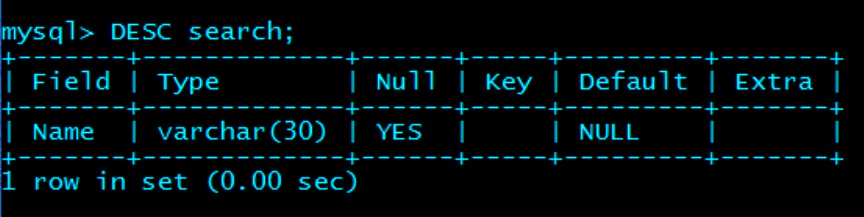 mysql> DESC search;
+-------+-------------+------+-----+---------+-------+
| Field | Type        | Null | Key | Default | Extra |
+-------+-------------+------+-----+---------+-------+
| Name  | varchar(30) | YES  |     | NULL    |       |
+-------+-------------+------+-----+---------+-------+
1 row in set (0.00 sec)